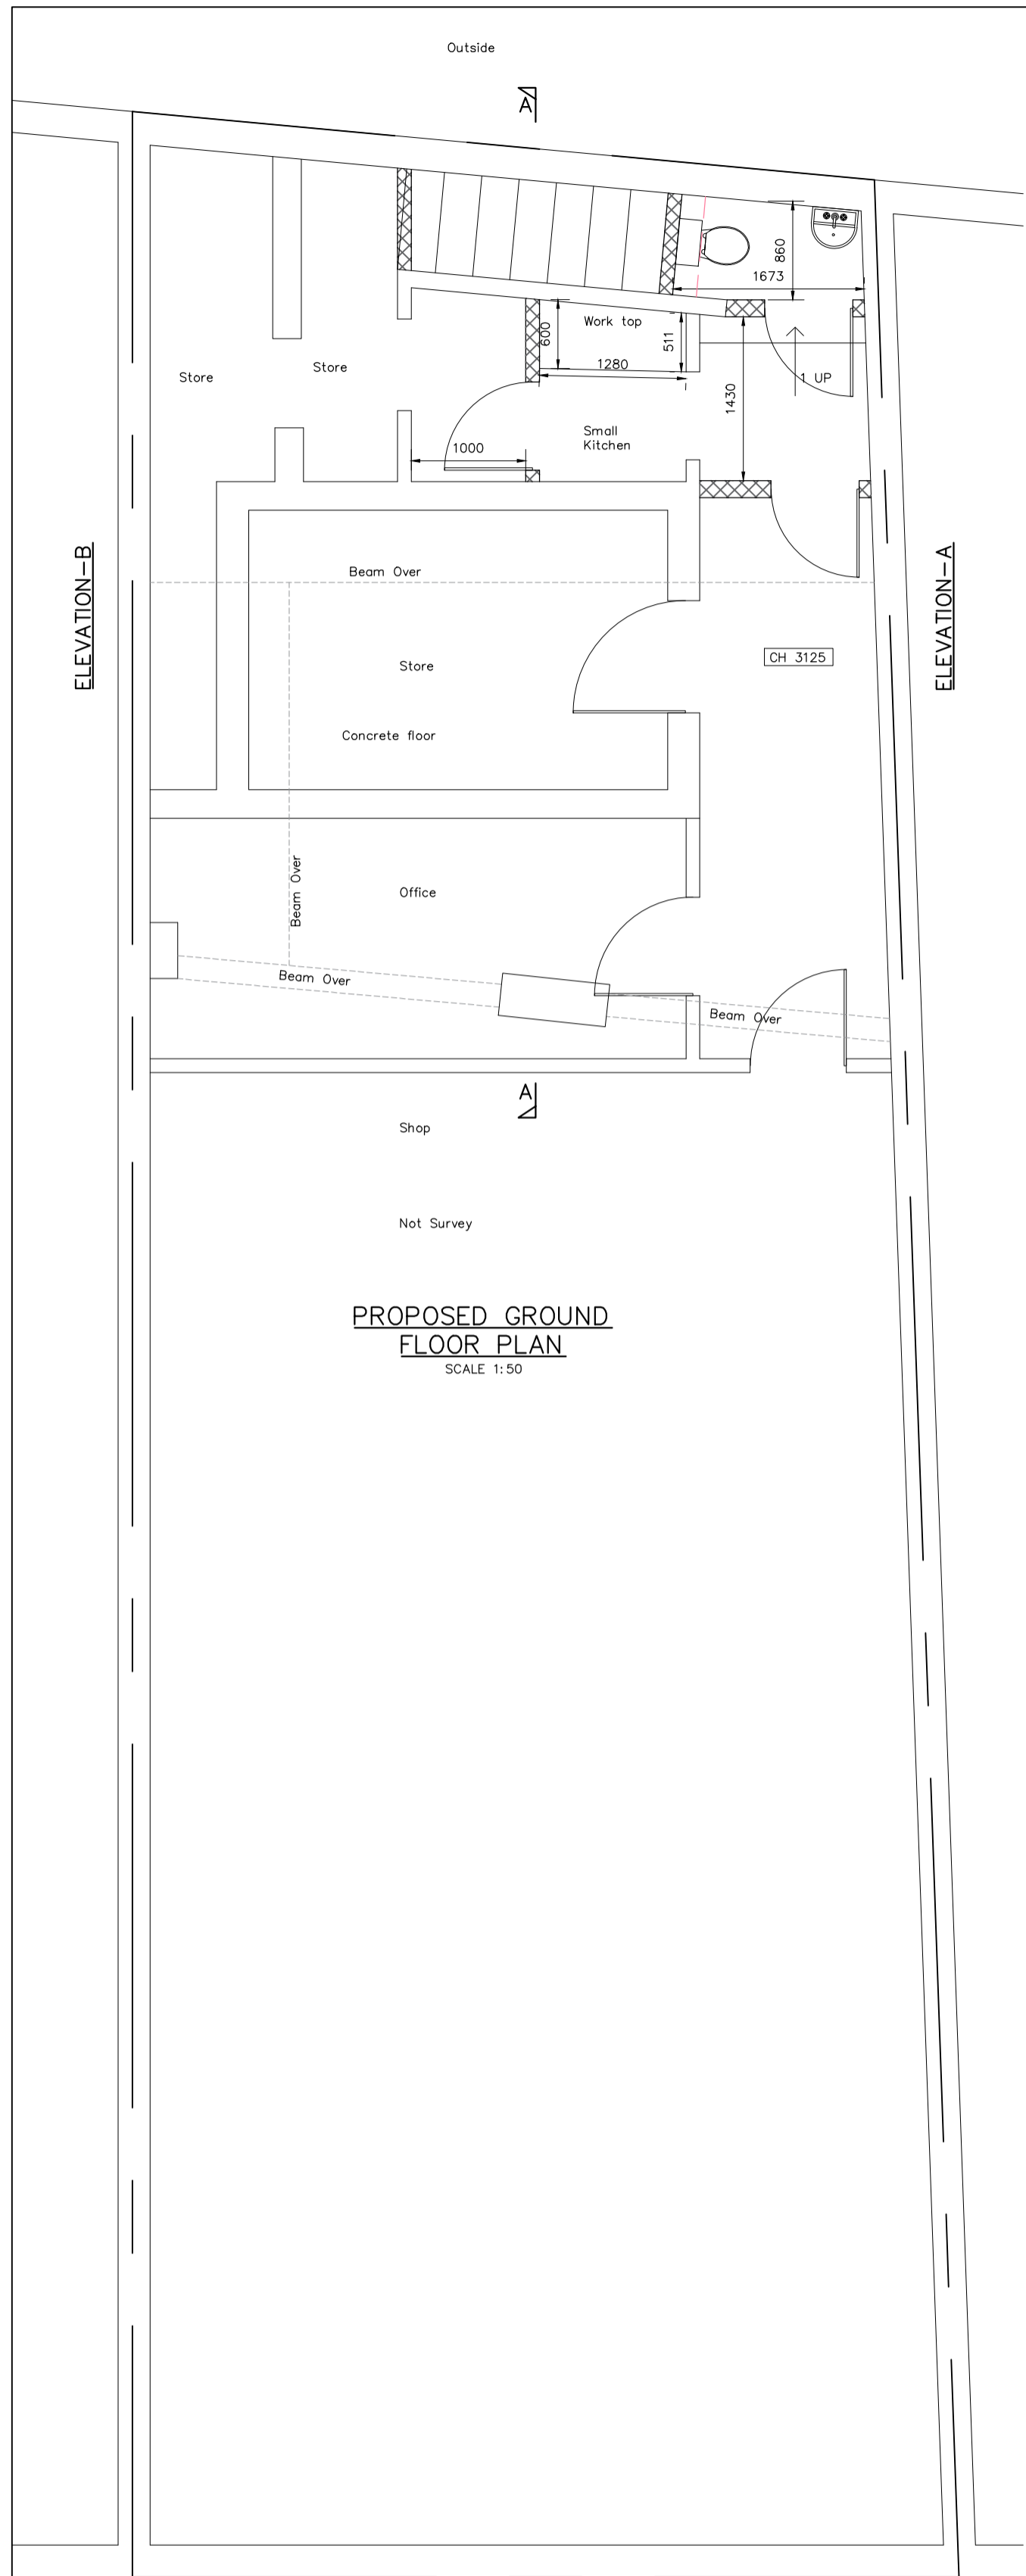 Outside
A
860
1673
Work top
600
511
1280
Store
Store
1 UP
1430
Small
Kitchen
1000
ELEVATION-B
ELEVATION-A
Beam Over
CH 3125
Store
Concrete floor
Beam Over
Office
Beam Over
Beam Over
A
Shop
Not Survey
PROPOSED GROUND
FLOOR PLAN
SCALE 1:50